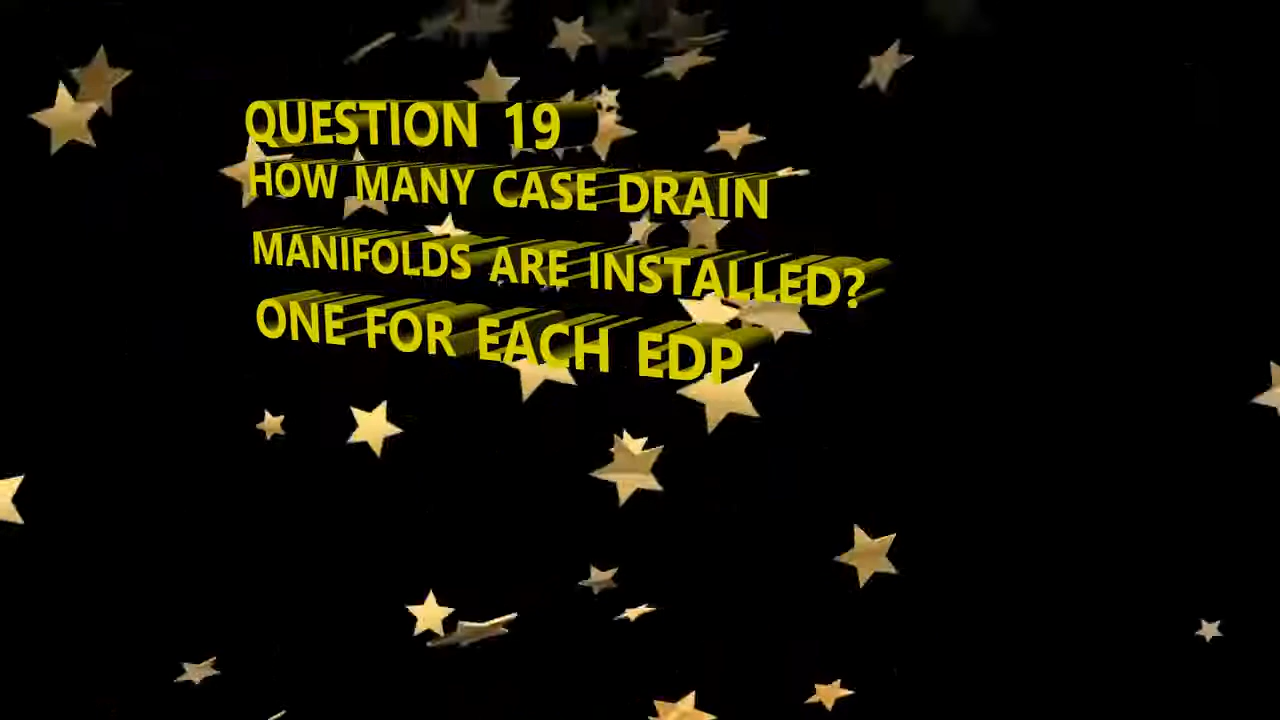 QUESTION 19
HOW MANY CASE DRAIN
MANIFOLDS ARE INSTALLED?
ONE FOR EACH EDP